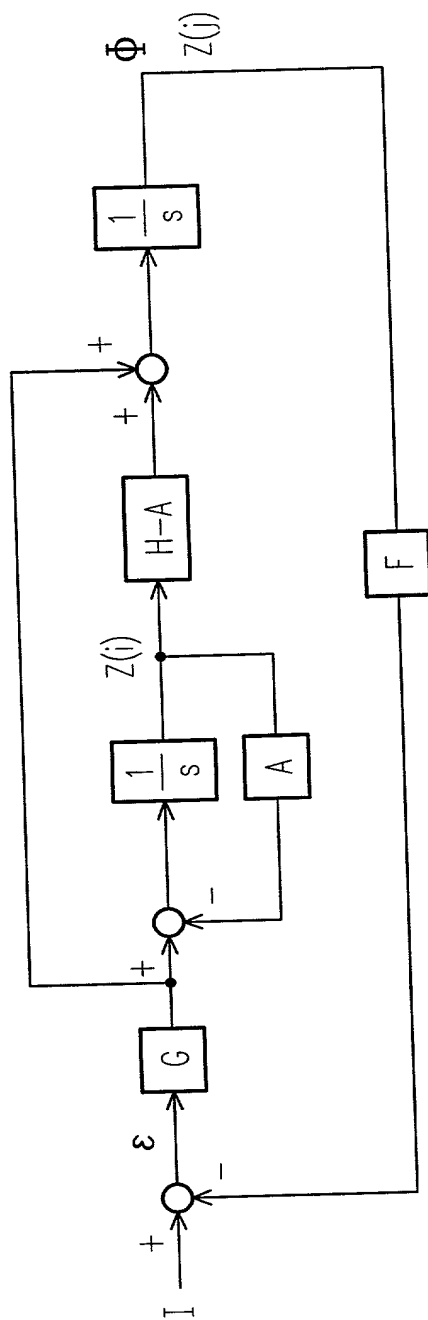 I
+
−
ε
G
+
−
1
s
A
Z(i)
H-A
+
+
1
s
Φ
Z(j)
F